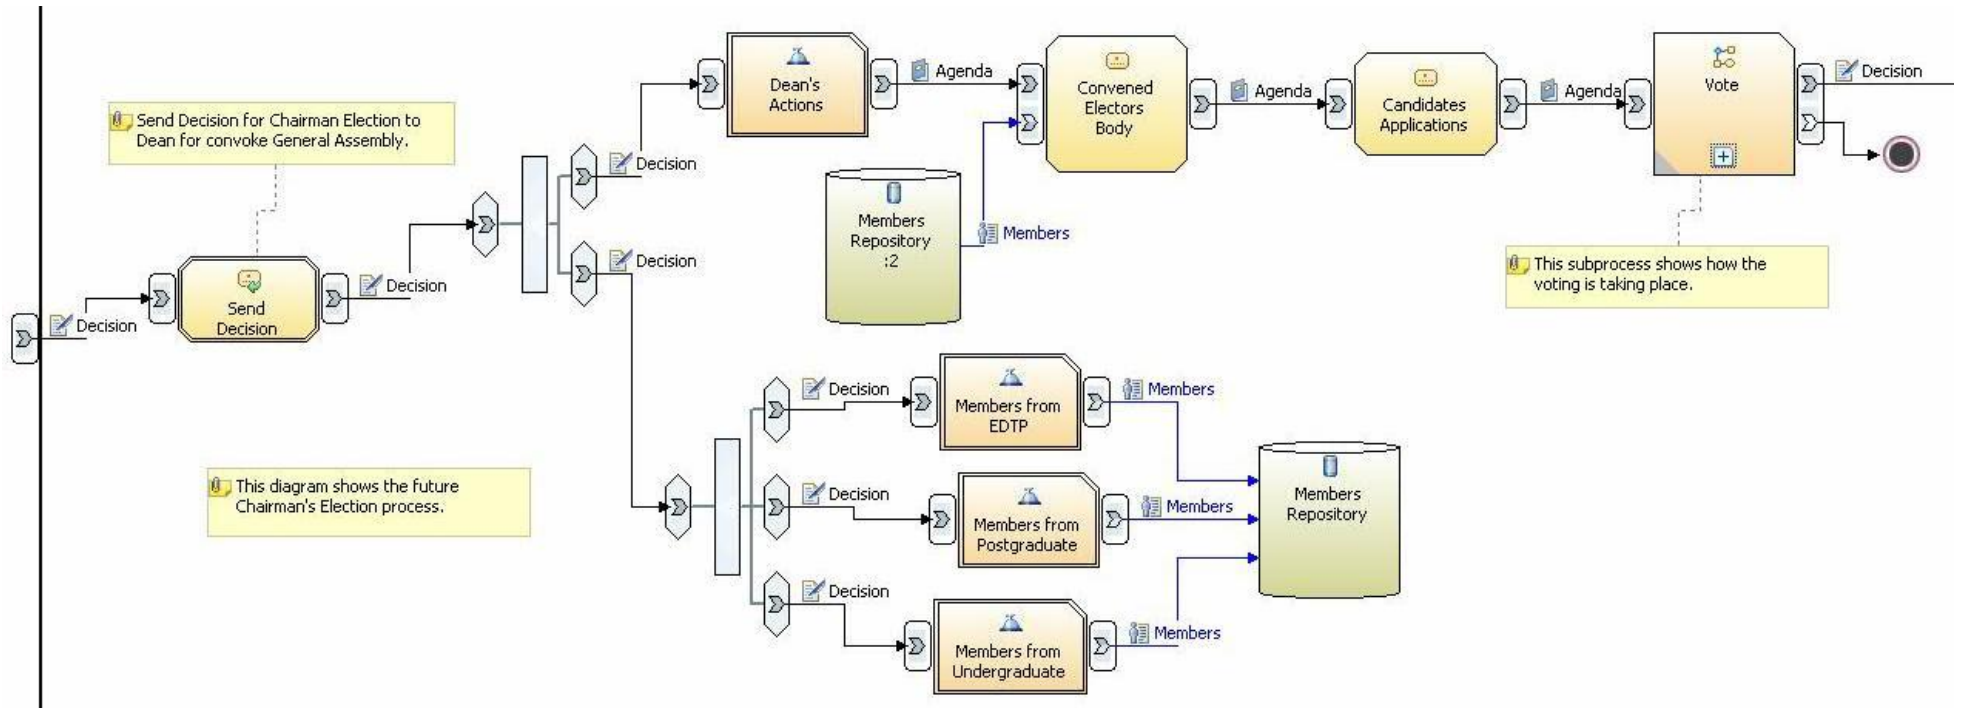 Send Decision for Chairman Election to
Dean for convoke General Assembly.
Decision
Send
Decision
Decision
Decision
Decision
Dean's
Actions
Agenda
Members
Repository
:2
Members
Convened
Electors
Body
Agenda
Candidates
Applications
Agenda
Vote
Decision
This subprocess shows how the
voting is taking place.
This diagram shows the future
Chairman's Election process.
Decision
Members from
EDTP
Members
Decision
Members from
Postgraduate
Members
Decision
Members from
Undergraduate
Members
Members
Repository